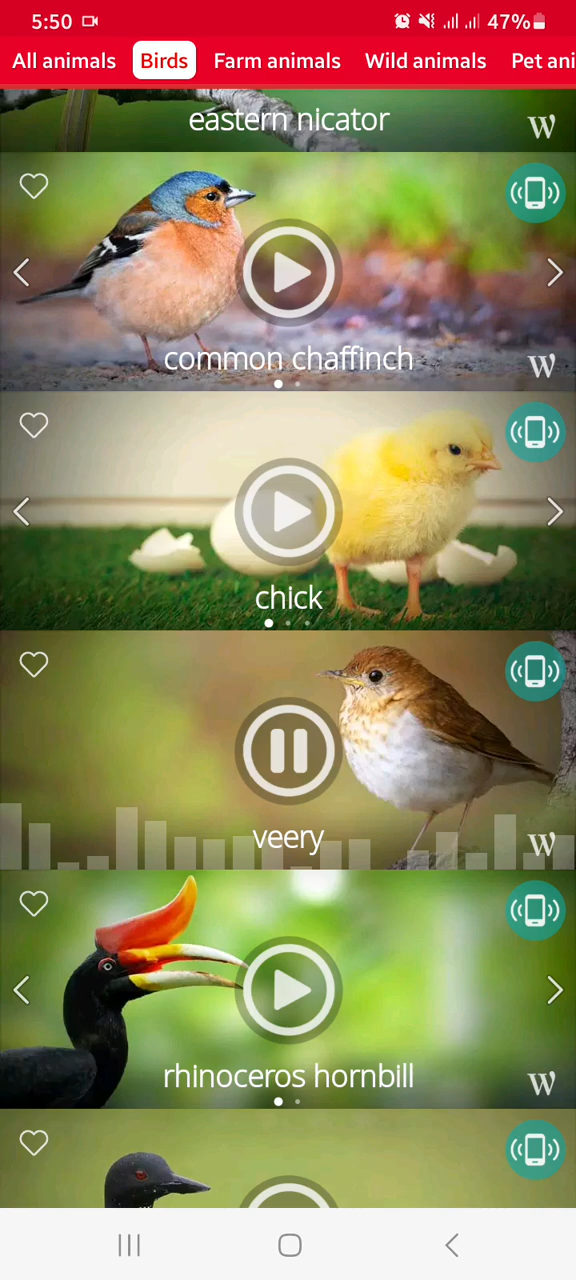 5:50 47%
All animals Birds Farm animals Wild animals Pet ani
eastern nicator
W
common chaffinch
W
chick
veery
W
rhinoceros hornbill
W